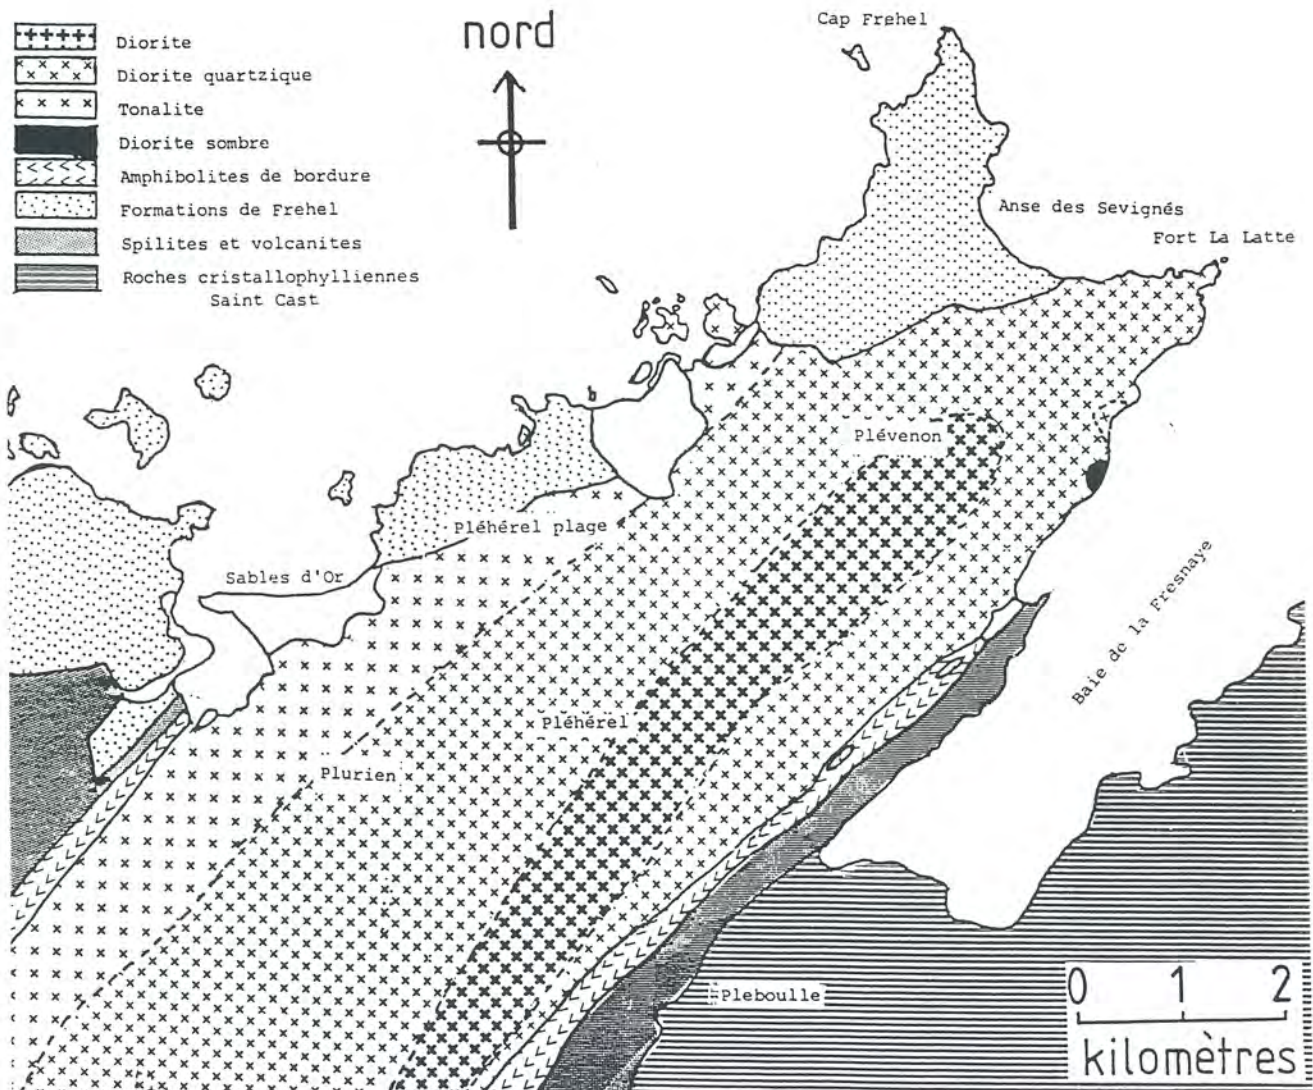 Diorite
Diorite quartzique
Tonalite
Diorite sombre
Amphibolites de bordure
Formations de Frehel
Spilites et volcanites
Roches cristallophylliennes
Saint Cast
nord
Cap Frehel
Anse des Sevignés
Fort La Latte
Plévenon
Pléhérel plage
Sables d'Or
Baie de la Fresnaye
Pléhérel
Plurien
Pleboulle
0 1 2
kilomètres